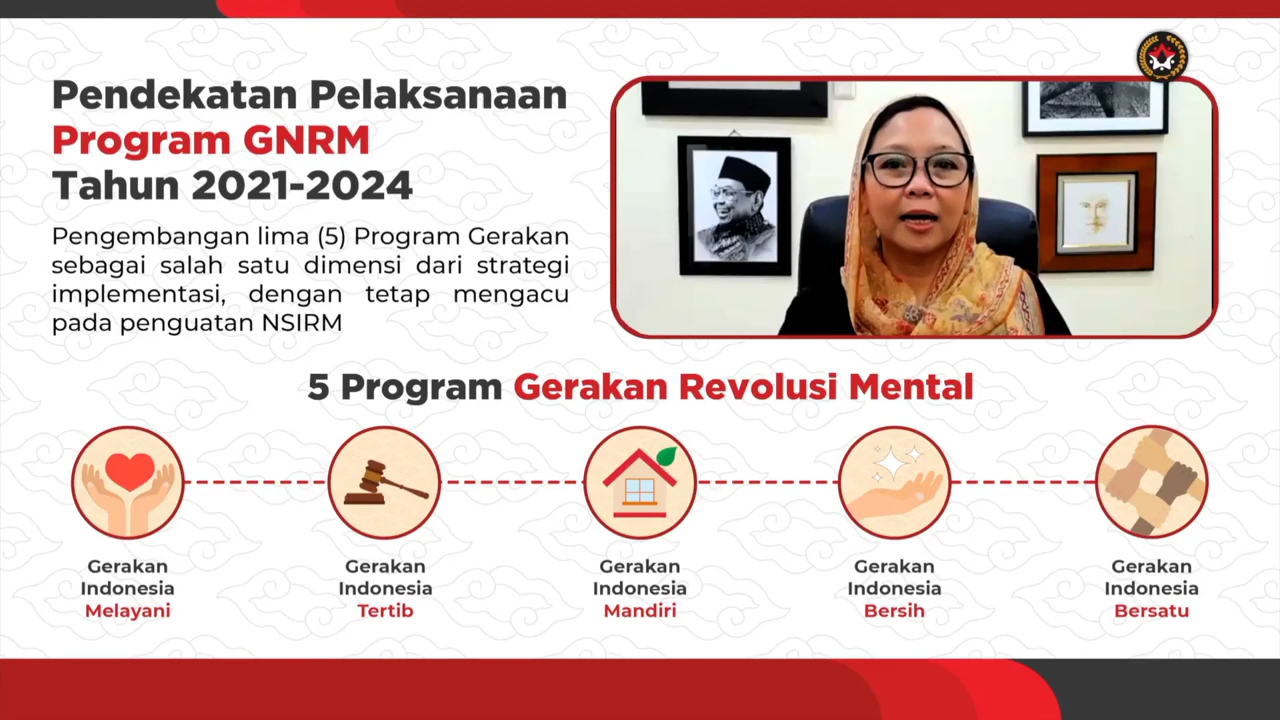 Pendekatan Pelaksanaan
Program GNRM
Tahun 2021-2024
Pengembangan lima (5) Program Gerakan
sebagai salah satu dimensi dari strategi
implementasi, dengan tetap mengacu
pada penguatan NSIRM
5 Program Gerakan Revolusi Mental
Gerakan
Indonesia
Melayani
Gerakan
Indonesia
Tertib
Gerakan
Indonesia
Mandiri
Gerakan
Indonesia
Bersih
Gerakan
Indonesia
Bersatu